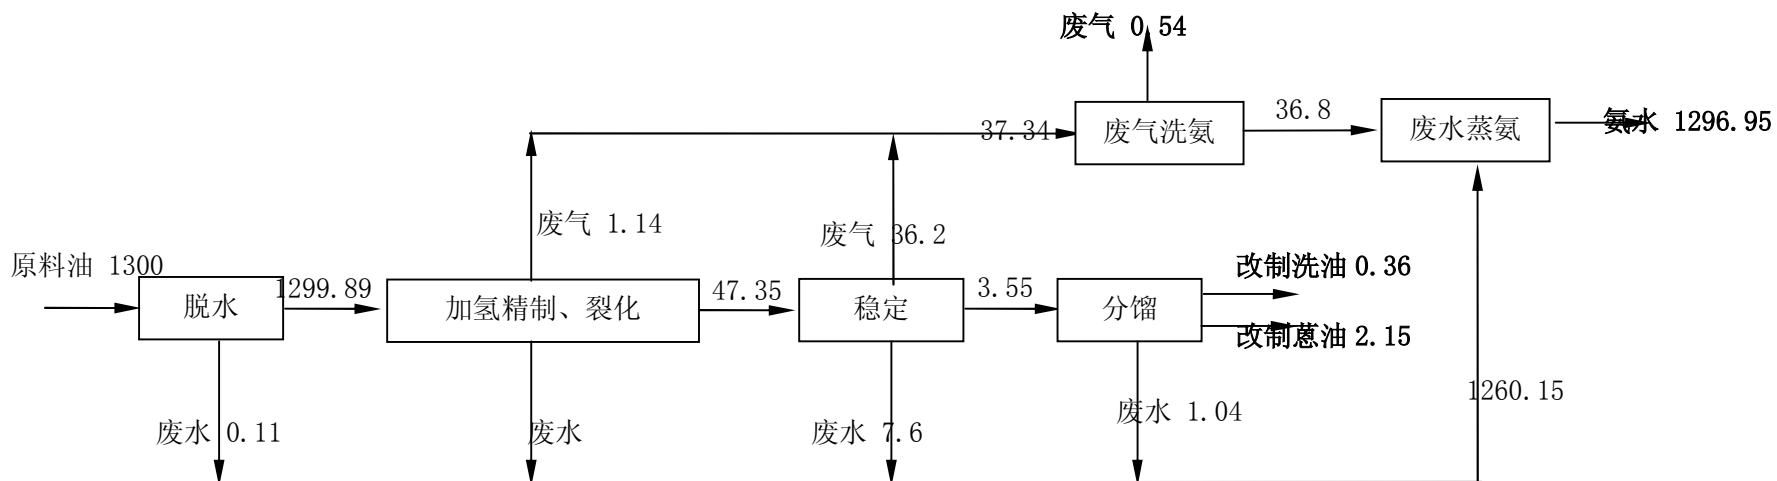 废气 0.54
37.34
废气洗氨
36.8
废水蒸氨
氨水 1296.95
废气 1.14
废气 36.2
原料油 1300
脱水
1299.89
加氢精制、裂化
47.35
稳定
3.55
分馏
改制洗油 0.36
改制蒽油 2.15
废水 0.11
废水
废水 7.6
废水 1.04
1260.15